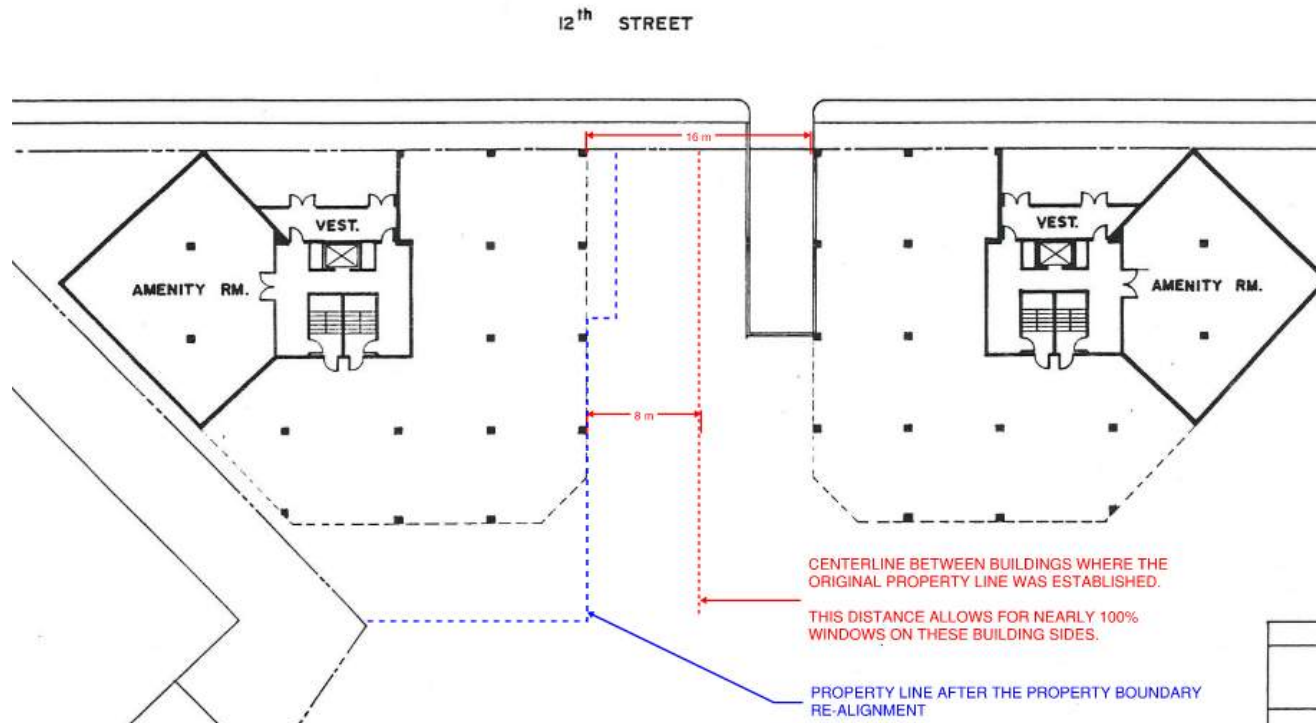 12th STREET
16 m
VEST.
VEST.
AMENITY RM.
AMENITY RM.
8 m
CENTERLINE BETWEEN BUILDINGS WHERE THE
ORIGINAL PROPERTY LINE WAS ESTABLISHED.
THIS DISTANCE ALLOWS FOR NEARLY 100%
WINDOWS ON THESE BUILDING SIDES.
PROPERTY LINE AFTER THE PROPERTY BOUNDARY
RE-ALIGNMENT